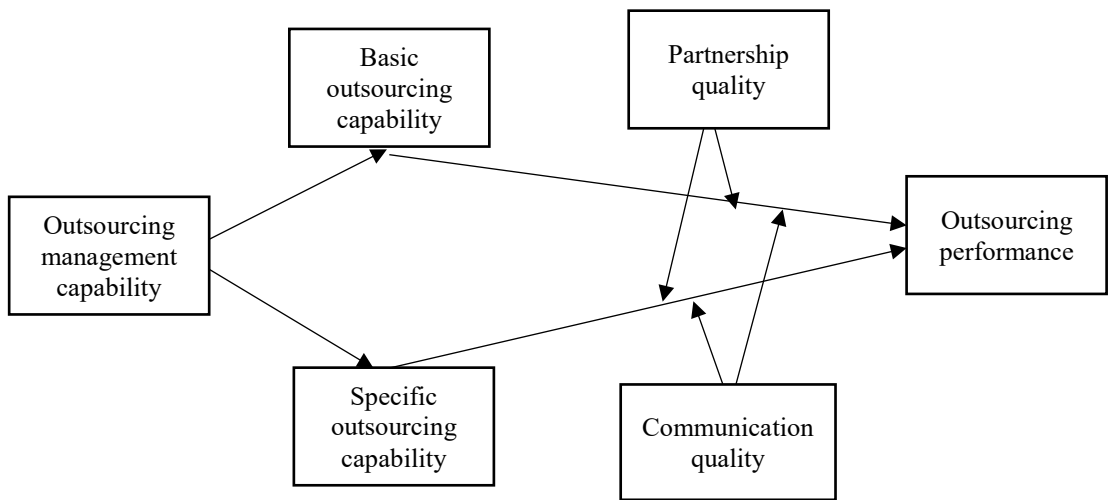 Basic
outsourcing
capability
Partnership
quality
Outsourcing
management
capability
Outsourcing
performance
Specific
outsourcing
capability
Communication
quality